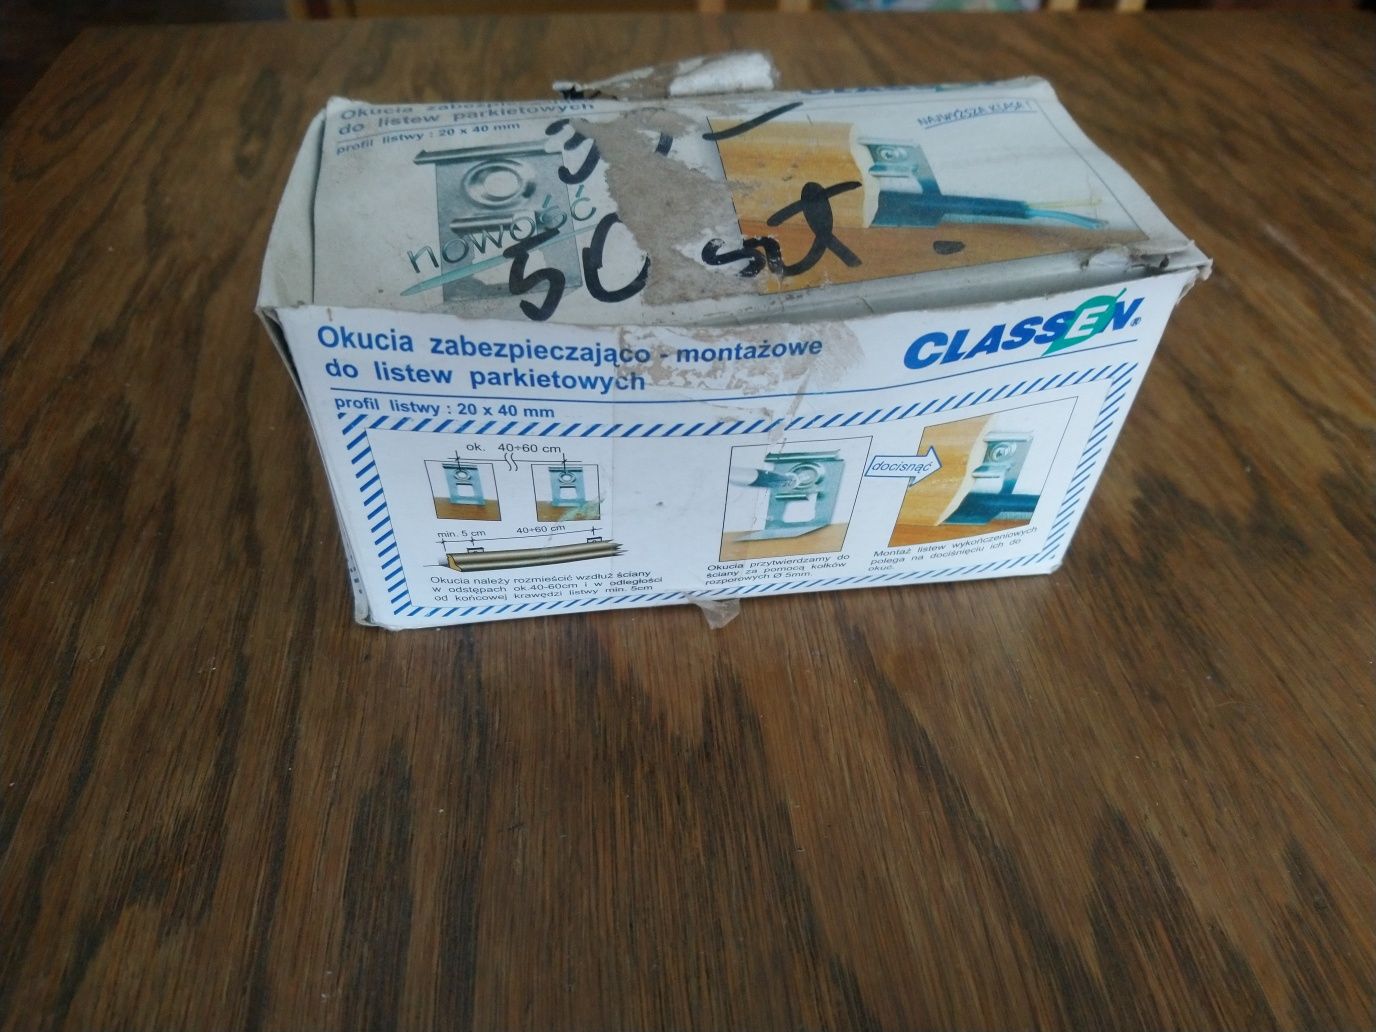 Okucia
do listew parkietowych
profil listwy : 20 x 40 mm
NAJWYŻSZA KLASA!
nowość
50 szt.
Okucia zabezpieczająco - montażowe
do listew parkietowych
CLASSEN®
profil listwy : 20 x 40 mm
ok. 40÷60 cm
min. 5 cm 40÷60 cm
Okucia należy rozmieścić wzdłuż ściany
w odstępach ok.40-60cm i w odległości
od końcowej krawędzi listwy min. 5cm
Okucia przytwierdzamy do
ściany za pomocą kołków
rozporowych Ø 5mm.
docisnąć
Montaż listew wykończeniowych
polega na dociśnięciu ich do
okuć.